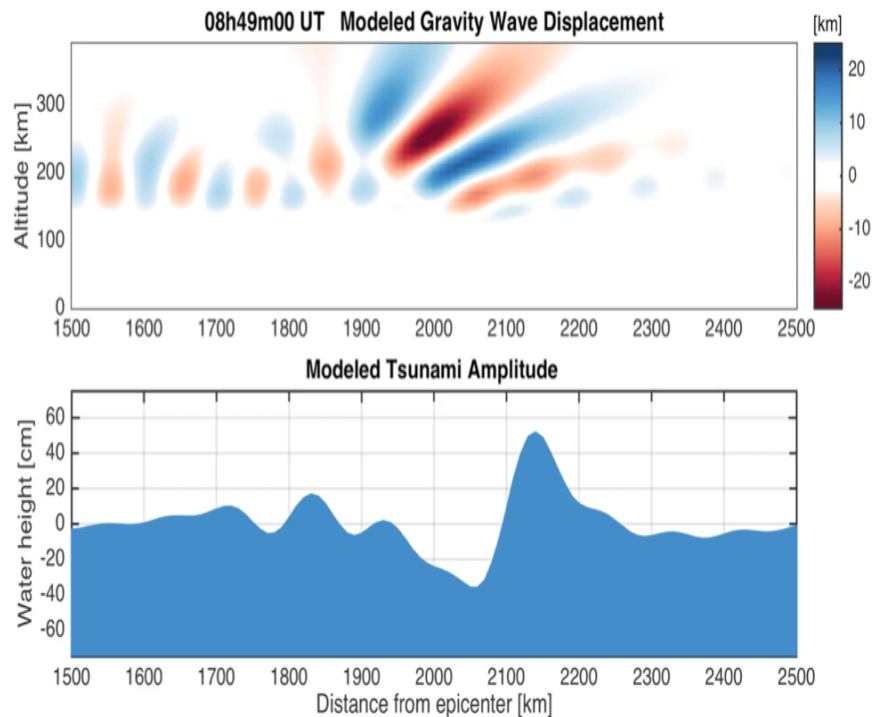 08h49m00 UT Modeled Gravity Wave Displacement
[km]
Altitude [km]
300
200
100
0
20
10
0
-10
-20
1500 1600 1700 1800 1900 2000 2100 2200 2300 2400 2500
Modeled Tsunami Amplitude
Water height [cm]
60
40
20
0
-20
-40
-60
1500 1600 1700 1800 1900 2000 2100 2200 2300 2400 2500
Distance from epicenter [km]